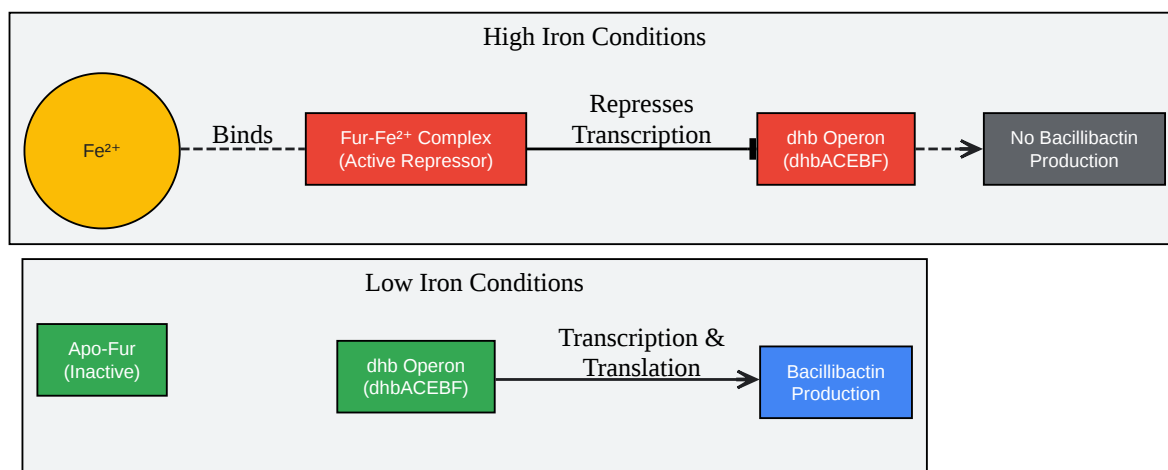 High Iron Conditions
Fe²⁺
Binds
Fur-Fe²⁺ Complex
(Active Repressor)
Represses
Transcription
dhb Operon
(dhbACEBF)
No Bacillibactin
Production
Low Iron Conditions
Apo-Fur
(Inactive)
dhb Operon
(dhbACEBF)
Transcription &
Translation
Bacillibactin
Production